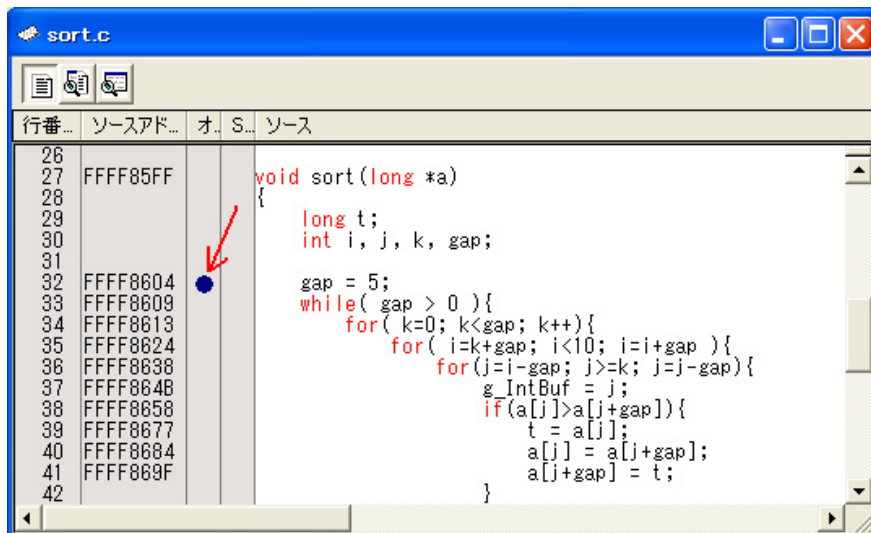 sort.c
行番... ソースアド... オ.. S... ソース
26
27 FFFF85FF void sort(long *a)
28 {
29 long t;
30 int i, j, k, gap;
31
32 FFFF8604 gap = 5;
33 FFFF8609 while( gap > 0 ){
34 FFFF8613 for( k=0; k<gap; k++){
35 FFFF8624 for( i=k+gap; i<10; i=i+gap ){
36 FFFF8638 for(j=i-gap; j>=k; j=j-gap){
37 FFFF864B g_IntBuf = j;
38 FFFF8658 if(a[j]>a[j+gap]){
39 FFFF8677 t = a[j];
40 FFFF8684 a[j] = a[j+gap];
41 FFFF869F a[j+gap] = t;
42 }